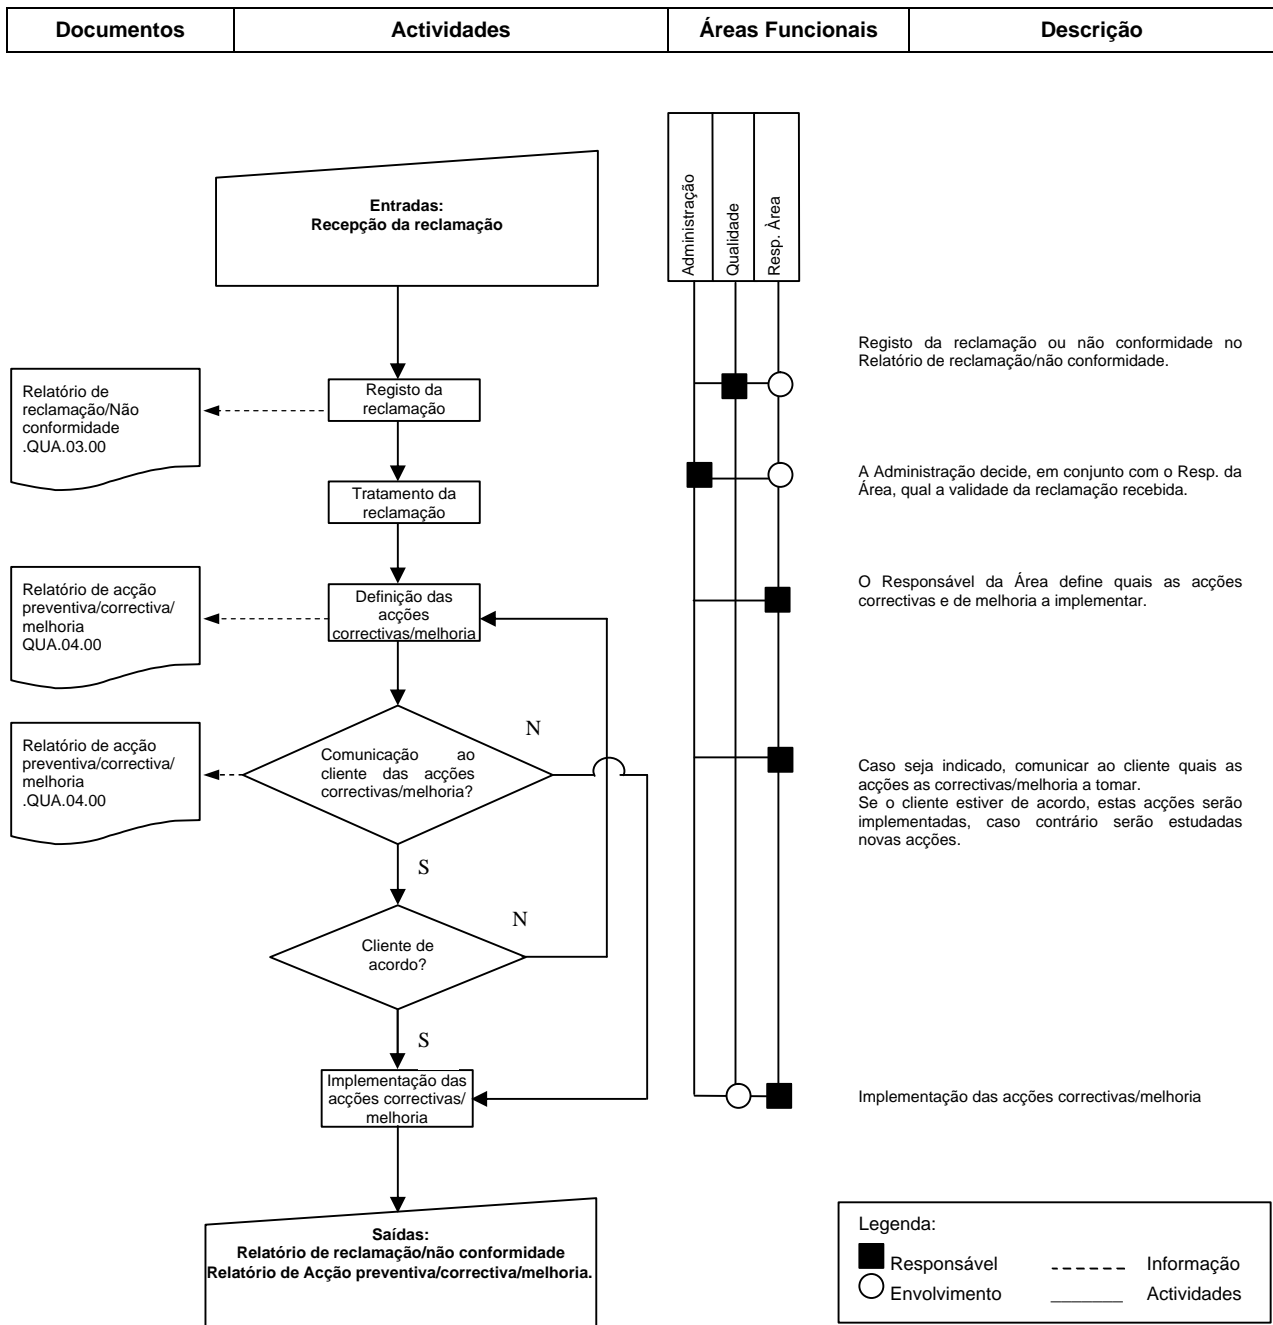 Documentos
Actividades
Áreas Funcionais
Descrição
Entradas:
Recepção da reclamação
Administração
Qualidade
Resp. Àrea
Registo da reclamação ou não conformidade no
Relatório de reclamação/não conformidade.
Relatório de
reclamação/Não
conformidade
.QUA.03.00
Registo da
reclamação
Tratamento da
reclamação
A Administração decide, em conjunto com o Resp. da
Área, qual a validade da reclamação recebida.
Relatório de acção
preventiva/correctiva/
melhoria
QUA.04.00
Definição das
acções
correctivas/melhoria
O Responsável da Área define quais as acções
correctivas e de melhoria a implementar.
Relatório de acção
preventiva/correctiva/
melhoria
.QUA.04.00
Comunicação ao
cliente das acções
correctivas/melhoria?
N
S
Caso seja indicado, comunicar ao cliente quais as
acções as correctivas/melhoria a tomar.
Se o cliente estiver de acordo, estas acções serão
implementadas, caso contrário serão estudadas
novas acções.
Cliente de
acordo?
N
S
Implementação das
acções correctivas/
melhoria
Implementação das acções correctivas/melhoria
Saídas:
Relatório de reclamação/não conformidade
Relatório de Acção preventiva/correctiva/melhoria.
Legenda:
Responsável
Informação
Envolvimento
Actividades